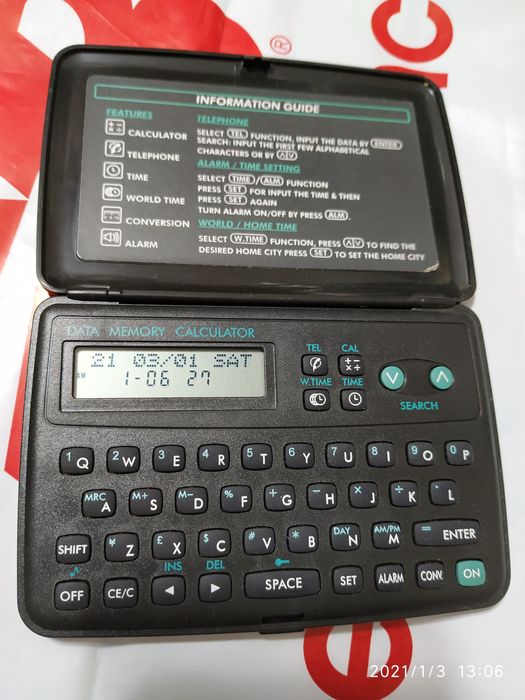 INFORMATION GUIDE
FEATURES
CALCULATOR
TELEPHONE
TIME
WORLD TIME
CONVERSION
ALARM
TELEPHONE
SELECT TEL FUNCTION, INPUT THE DATA BY ENTER
SEARCH: INPUT THE FIRST FEW ALPHABETICAL
CHARACTERS OR BY ∧|∨
ALARM / TIME SETTING
SELECT TIME / ALM FUNCTION
PRESS SET FOR INPUT THE TIME & THEN
PRESS SET AGAIN
TURN ALARM ON/OFF BY PRESS ALM.
WORLD / HOME TIME
SELECT W.TIME FUNCTION, PRESS ∧|∨ TO FIND THE
DESIRED HOME CITY PRESS SET TO SET THE HOME CITY
DATA MEMORY CALCULATOR
21 03/01 SAT
AM 1-06 27
TEL CAL
W.TIME TIME
SEARCH
1 Q 2 W 3 E 4 R 5 T 6 Y 7 U 8 I 9 O 0 P
MRC A M+ S M- D % F + G - H × J ÷ K • L
SHIFT ¥ Z £ X $ C # V * B DAY N AM/PM M = ENTER
INS DEL
OFF CE/C ◄ ► SPACE SET ALARM CONV. ON
® nc
2021/1/3 13:06